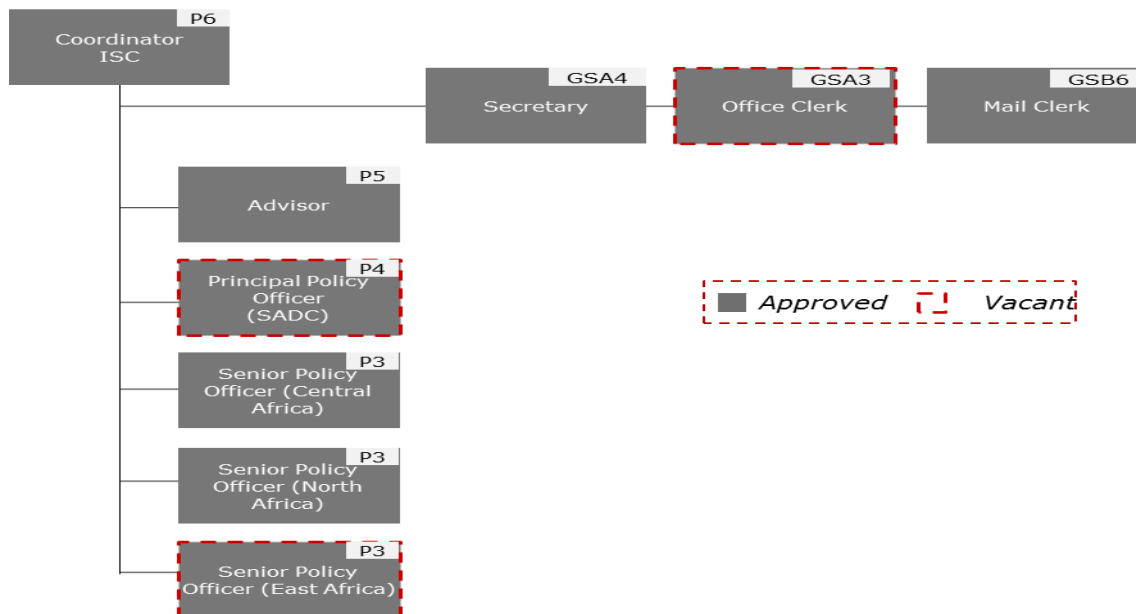 P6
Coordinator
ISC
GSA4
Secretary
GSA3
Office Clerk
GSB6
Mail Clerk
P5
Advisor
P4
Principal Policy
Officer
(SADC)
Approved
Vacant
P3
Senior Policy
Officer (Central
Africa)
P3
Senior Policy
Officer (North
Africa)
P3
Senior Policy
Officer (East Africa)